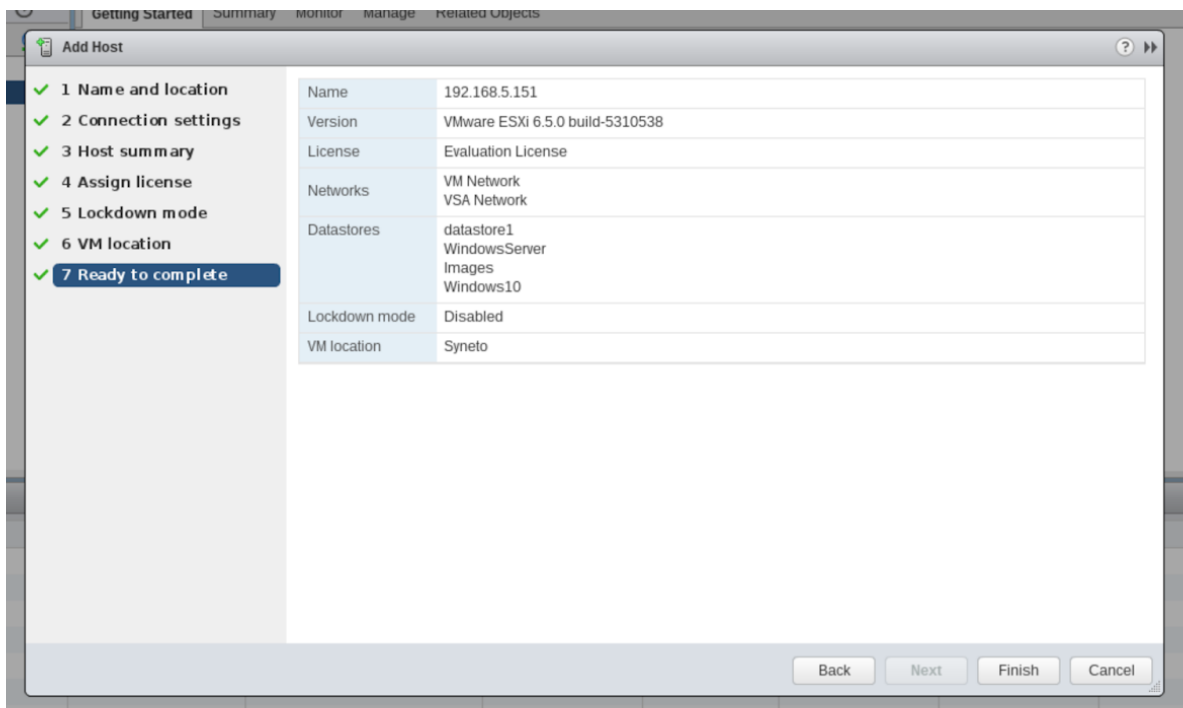 Getting Started Summary Monitor Manage Related Objects
Add Host
?
1 Name and location
2 Connection settings
3 Host summary
4 Assign license
5 Lockdown mode
6 VM location
7 Ready to complete
Name 192.168.5.151
Version VMware ESXi 6.5.0 build-5310538
License Evaluation License
Networks VM Network
VSA Network
Datastores datastore1
WindowsServer
Images
Windows10
Lockdown mode Disabled
VM location Syneto
Back Next Finish Cancel